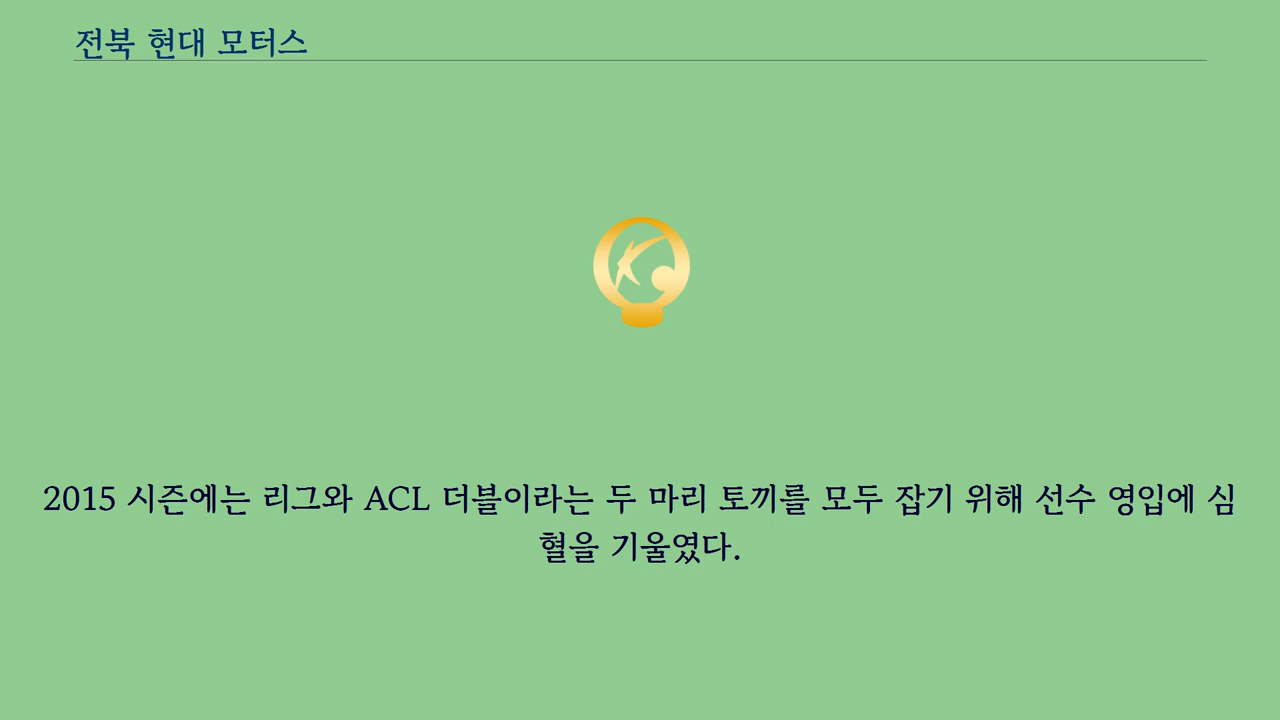 전북 현대 모터스
2015 시즌에는 리그와 ACL 더블이라는 두 마리 토끼를 모두 잡기 위해 선수 영입에 심
혈을 기울였다.